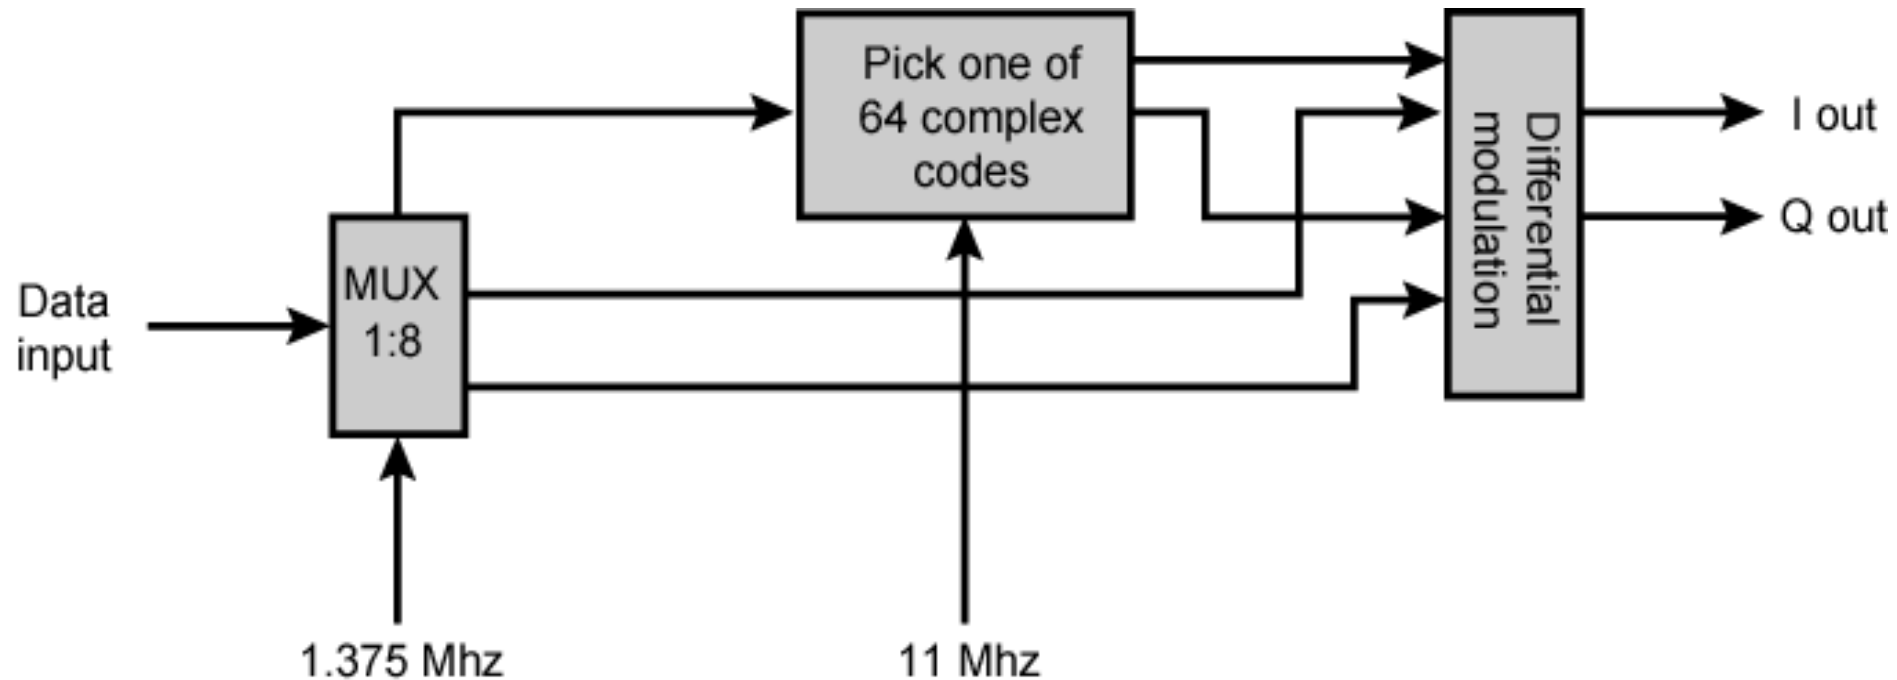 Pick one of
64 complex
codes
Differential
modulation
I out
Q out
MUX
1:8
Data
input
1.375 Mhz
11 Mhz